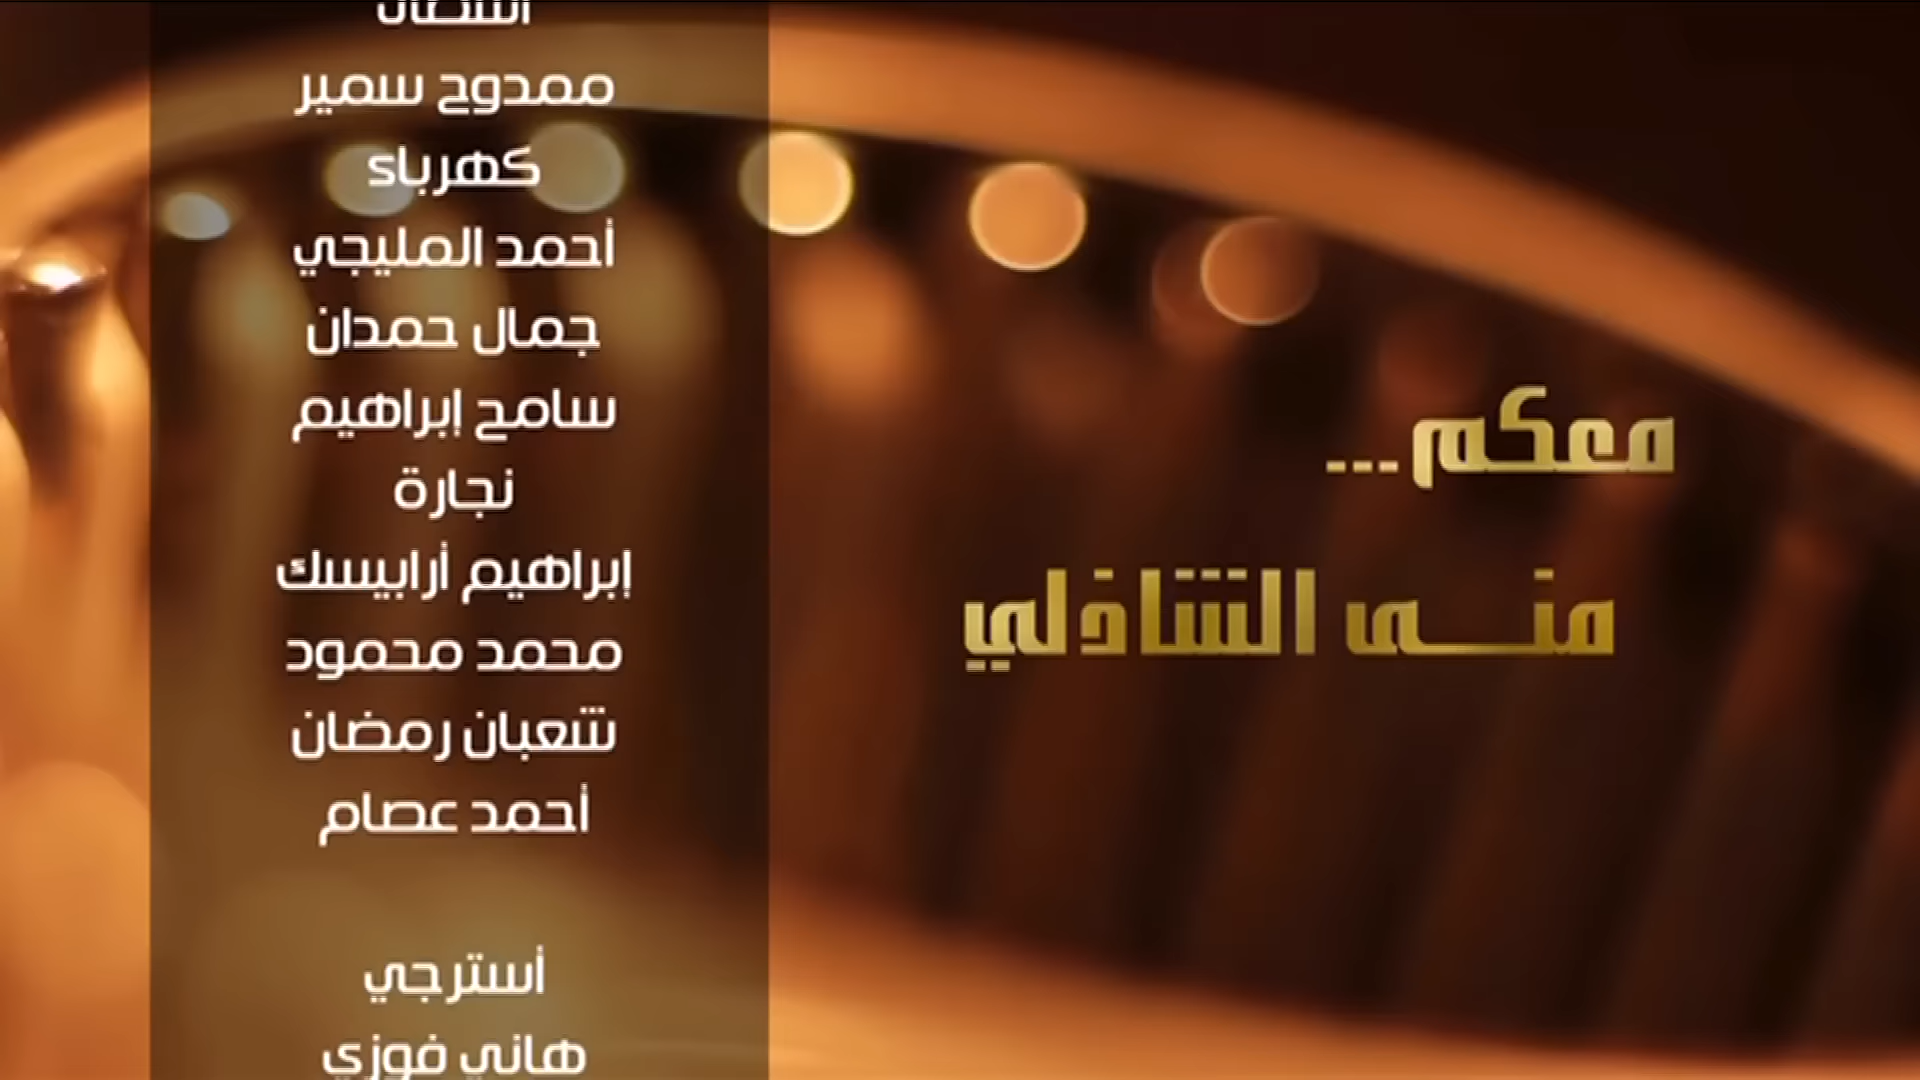 ممدوح سمير
كهرباء
أحمد المليجي
جمال حمدان
سامح إبراهيم
نجارة
إبراهيم أرابيسك
محمد محمود
شعبان رمضان
أحمد عصام
أسترجي
هاني فوزي
معكم...
منـى الشاذلي